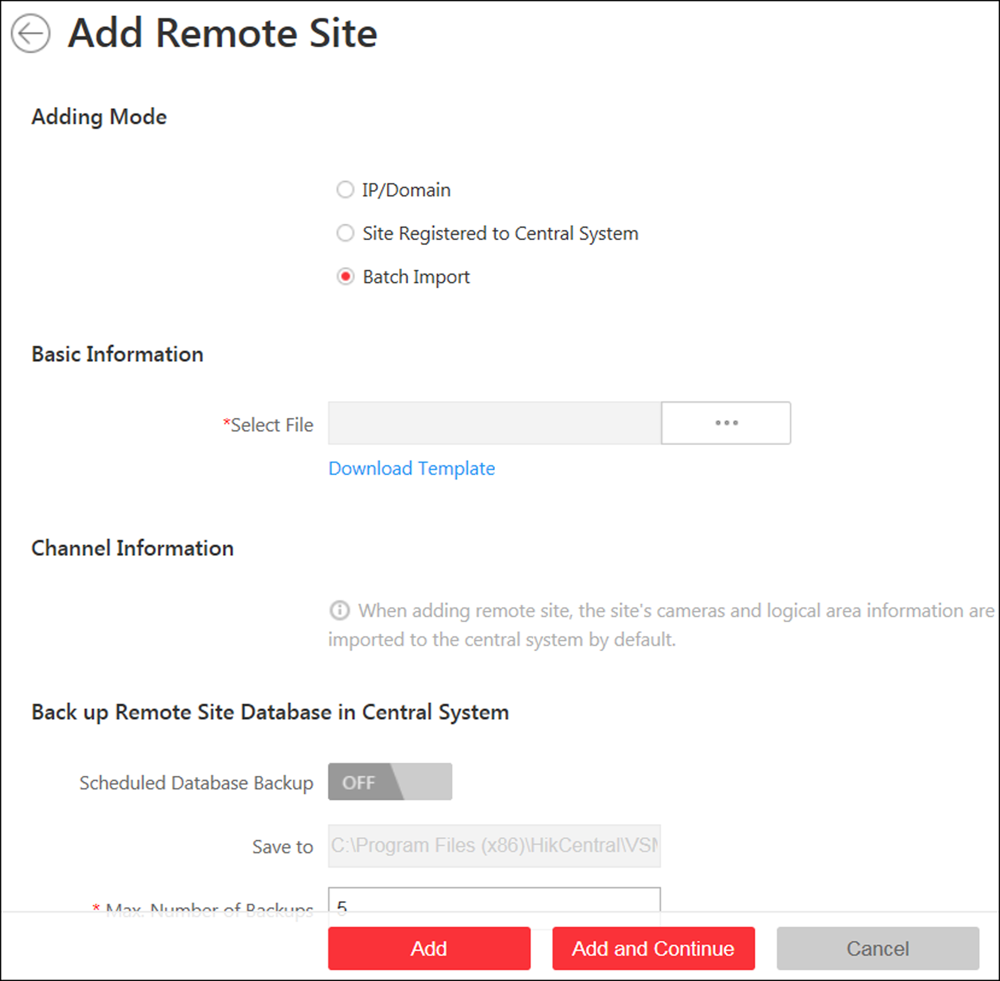 Add Remote Site
Adding Mode
IP/Domain
Site Registered to Central System
Batch Import
Basic Information
*Select File
Download Template
Channel Information
When adding remote site, the site's cameras and logical area information are
imported to the central system by default.
Back up Remote Site Database in Central System
Scheduled Database Backup OFF
Save to C:\Program Files (x86)\HikCentral\VSM
* Max. Number of Backups 5
Add Add and Continue Cancel